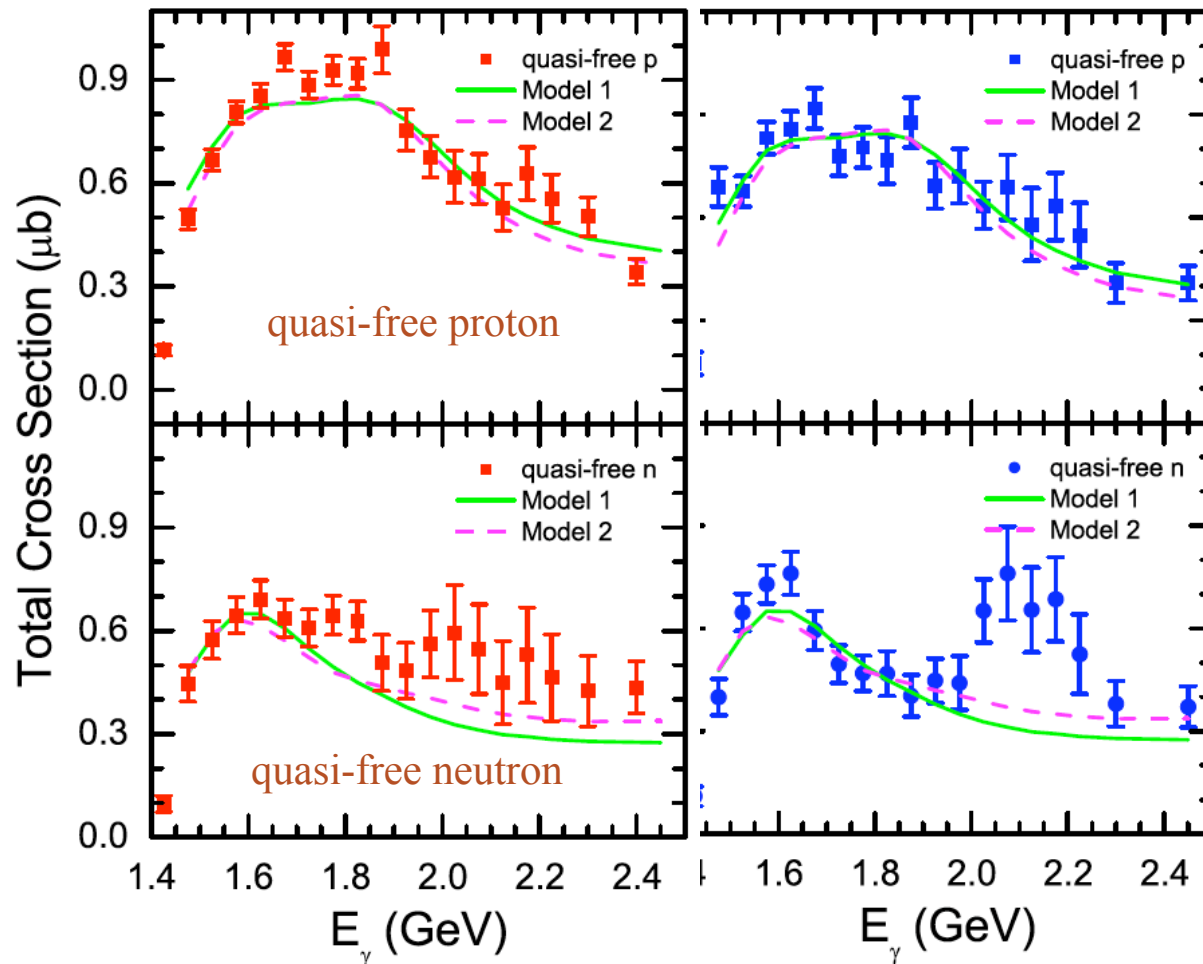 Total Cross Section (μb)
0.9
0.6
0.3
0.0
quasi-free p
Model 1
Model 2
quasi-free proton
quasi-free p
Model 1
Model 2
0.9
0.6
0.3
0.0
quasi-free n
Model 1
Model 2
quasi-free neutron
quasi-free n
Model 1
Model 2
1.4 1.6 1.8 2.0 2.2 2.4
1.6 1.8 2.0 2.2 2.4
Eγ (GeV)
Eγ (GeV)